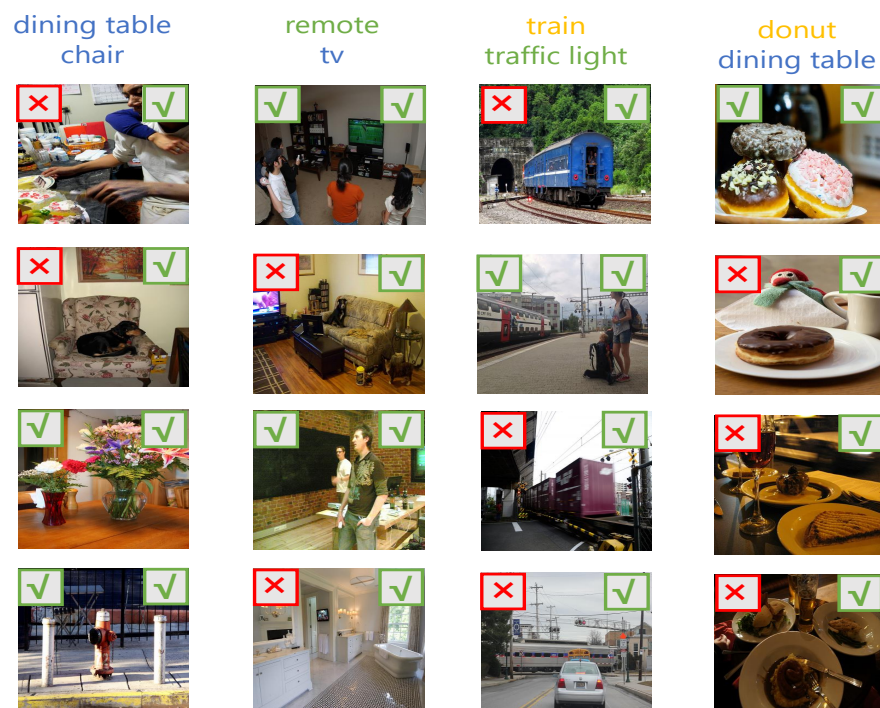 dining table
chair
remote
tv
train
traffic light
donut
dining table